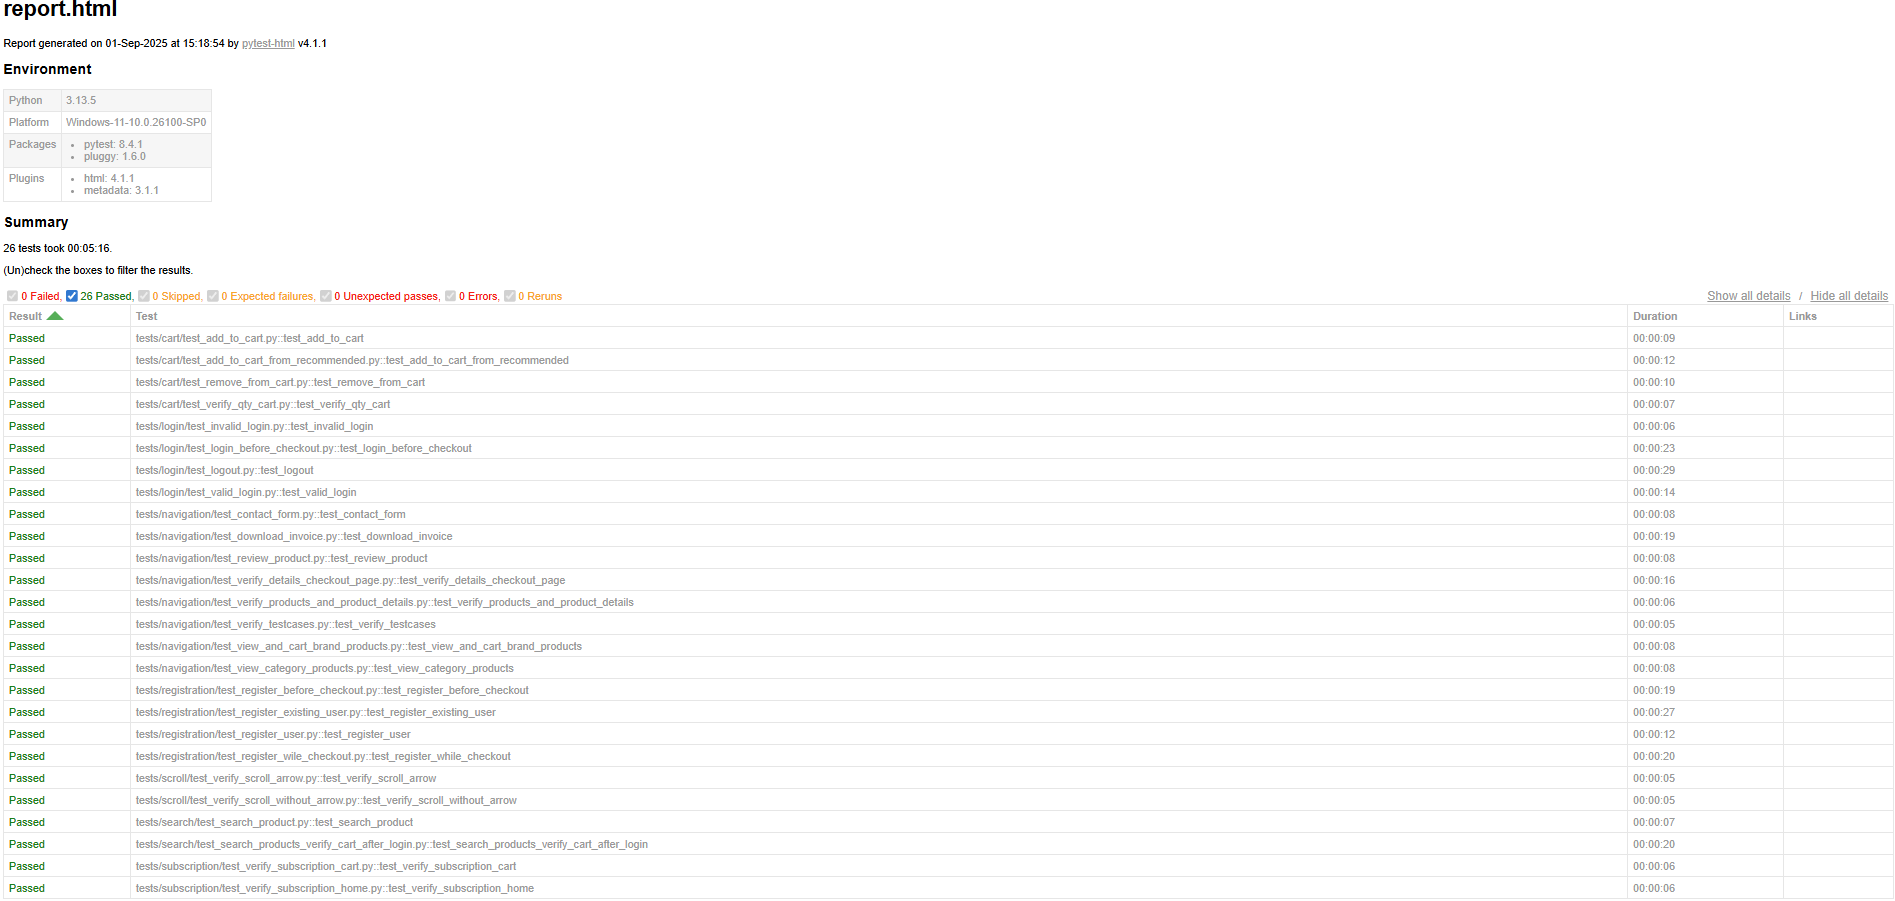 report.html
Report generated on 01-Sep-2025 at 15:18:54 by pytest-html v4.1.1
Environment
Python 3.13.5
Platform Windows-11-10.0.26100-SP0
Packages • pytest: 8.4.1
• pluggy: 1.6.0
Plugins • html: 4.1.1
• metadata: 3.1.1
Summary
26 tests took 00:05:16.
(Un)check the boxes to filter the results.
0 Failed, 26 Passed, 0 Skipped, 0 Expected failures, 0 Unexpected passes, 0 Errors, 0 Reruns Show all details / Hide all details
Result Test Duration Links
Passed tests/cart/test_add_to_cart.py::test_add_to_cart 00:00:09
Passed tests/cart/test_add_to_cart_from_recommended.py::test_add_to_cart_from_recommended 00:00:12
Passed tests/cart/test_remove_from_cart.py::test_remove_from_cart 00:00:10
Passed tests/cart/test_verify_qty_cart.py::test_verify_qty_cart 00:00:07
Passed tests/login/test_invalid_login.py::test_invalid_login 00:00:06
Passed tests/login/test_login_before_checkout.py::test_login_before_checkout 00:00:23
Passed tests/login/test_logout.py::test_logout 00:00:29
Passed tests/login/test_valid_login.py::test_valid_login 00:00:14
Passed tests/navigation/test_contact_form.py::test_contact_form 00:00:08
Passed tests/navigation/test_download_invoice.py::test_download_invoice 00:00:19
Passed tests/navigation/test_review_product.py::test_review_product 00:00:08
Passed tests/navigation/test_verify_details_checkout_page.py::test_verify_details_checkout_page 00:00:16
Passed tests/navigation/test_verify_products_and_product_details.py::test_verify_products_and_product_details 00:00:06
Passed tests/navigation/test_verify_testcases.py::test_verify_testcases 00:00:05
Passed tests/navigation/test_view_and_cart_brand_products.py::test_view_and_cart_brand_products 00:00:08
Passed tests/navigation/test_view_category_products.py::test_view_category_products 00:00:08
Passed tests/registration/test_register_before_checkout.py::test_register_before_checkout 00:00:19
Passed tests/registration/test_register_existing_user.py::test_register_existing_user 00:00:27
Passed tests/registration/test_register_user.py::test_register_user 00:00:12
Passed tests/registration/test_register_wile_checkout.py::test_register_while_checkout 00:00:20
Passed tests/scroll/test_verify_scroll_arrow.py::test_verify_scroll_arrow 00:00:05
Passed tests/scroll/test_verify_scroll_without_arrow.py::test_verify_scroll_without_arrow 00:00:05
Passed tests/search/test_search_product.py::test_search_product 00:00:07
Passed tests/search/test_search_products_verify_cart_after_login.py::test_search_products_verify_cart_after_login 00:00:20
Passed tests/subscription/test_verify_subscription_cart.py::test_verify_subscription_cart 00:00:06
Passed tests/subscription/test_verify_subscription_home.py::test_verify_subscription_home 00:00:06